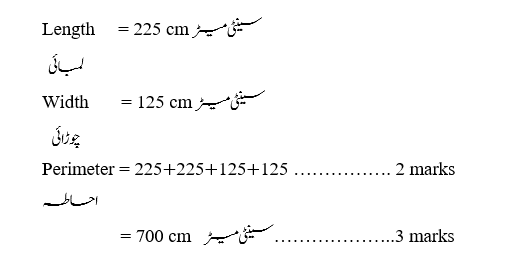 Length = 225 cm سینٹی میٹر
لمبائی
Width = 125 cm سینٹی میٹر
چوڑائی
Perimeter = 225+225+125+125 ................ 2 marks
احاطہ
= 700 cm سینٹی میٹر....................3 marks